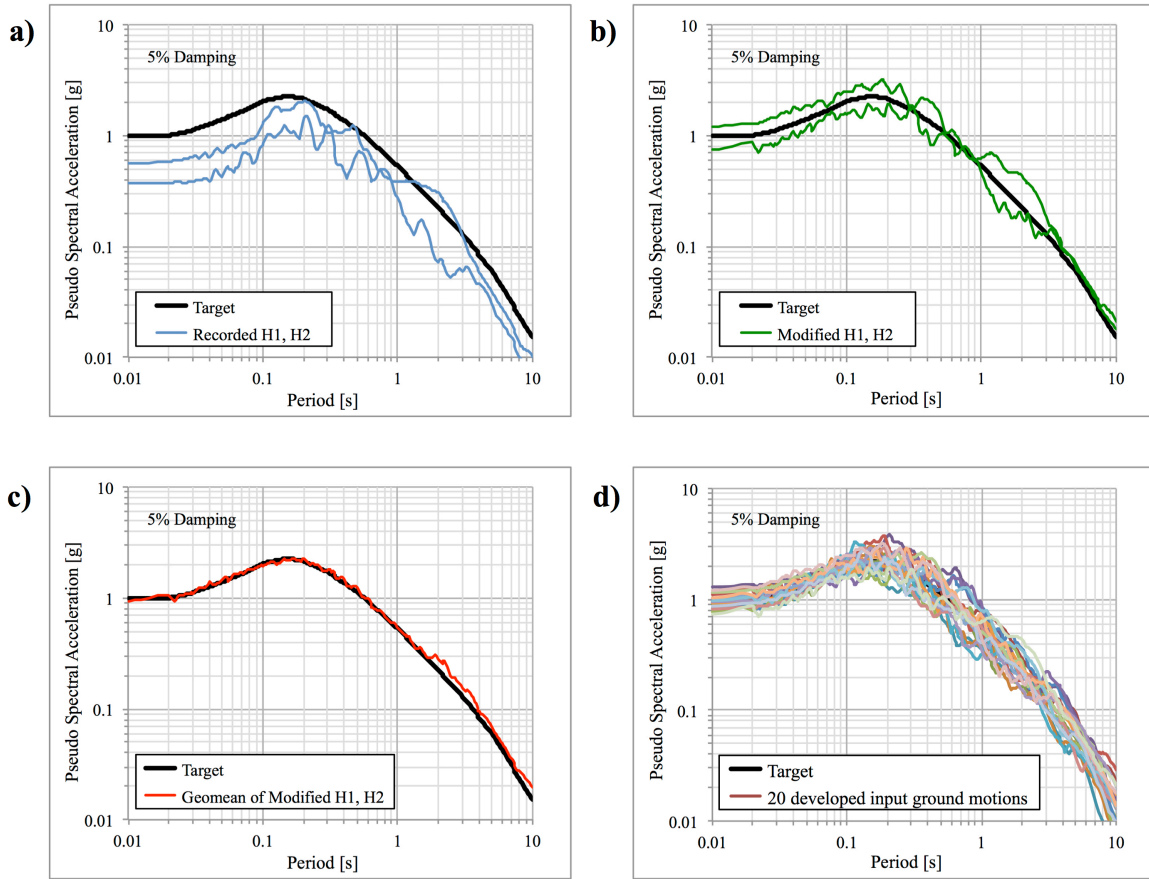 a)
10
1
0.1
0.01
Pseudo Spectral Acceleration [g]
5% Damping
Target
Recorded H1, H2
0.01
0.1
1
10
Period [s]
b)
10
1
0.1
0.01
Pseudo Spectral Acceleration [g]
5% Damping
Target
Modified H1, H2
0.01
0.1
1
10
Period [s]
c)
10
1
0.1
0.01
Pseudo Spectral Acceleration [g]
5% Damping
Target
Geomean of Modified H1, H2
0.01
0.1
1
10
Period [s]
d)
10
1
0.1
0.01
Pseudo Spectral Acceleration [g]
5% Damping
Target
20 developed input ground motions
0.01
0.1
1
10
Period [s]